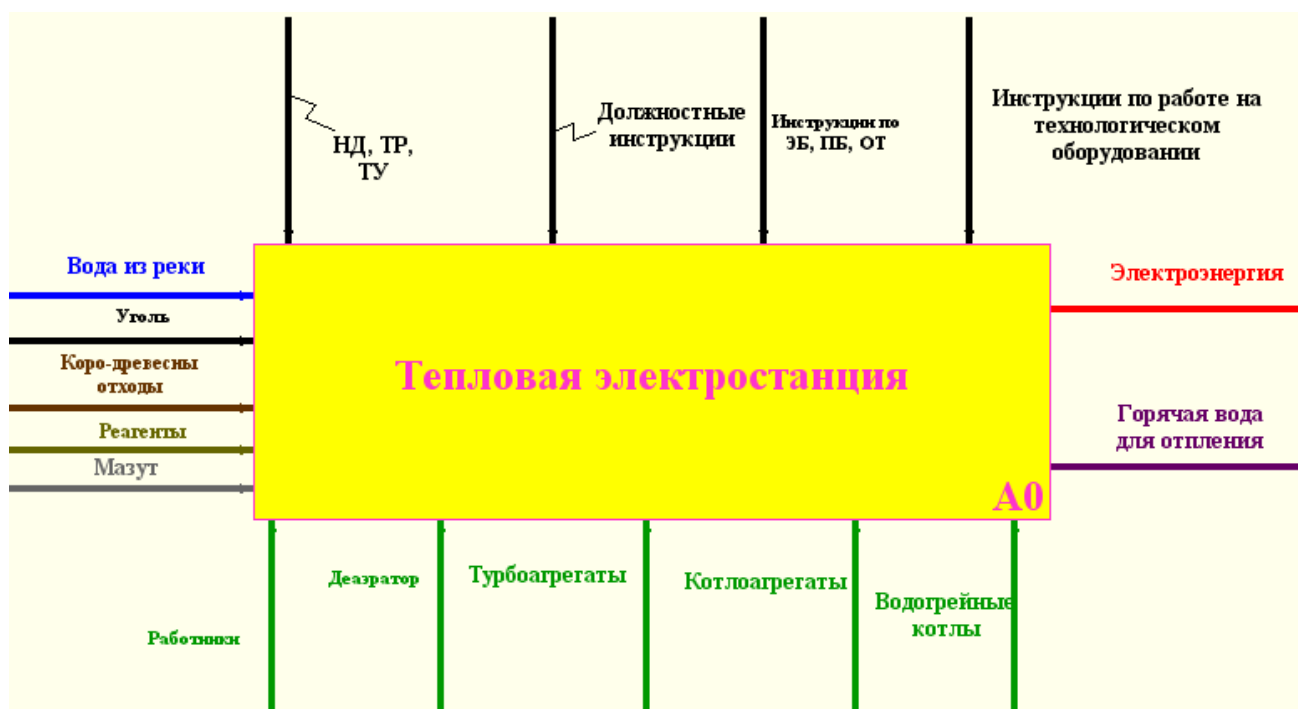 НД, ТР,
ТУ
Должностные
инструкции
Инструкции по
ЭБ, ПБ, ОТ
Инструкции по работе на
технологическом
оборудовании
Вода из реки
Уголь
Коро-древесны
отходы
Реагенты
Мазут
Тепловая электростанция
А0
Электроэнергия
Горячая вода
для отпления
Работники
Деаэратор
Турбоагрегаты
Котлоагрегаты
Водогрейные
котлы